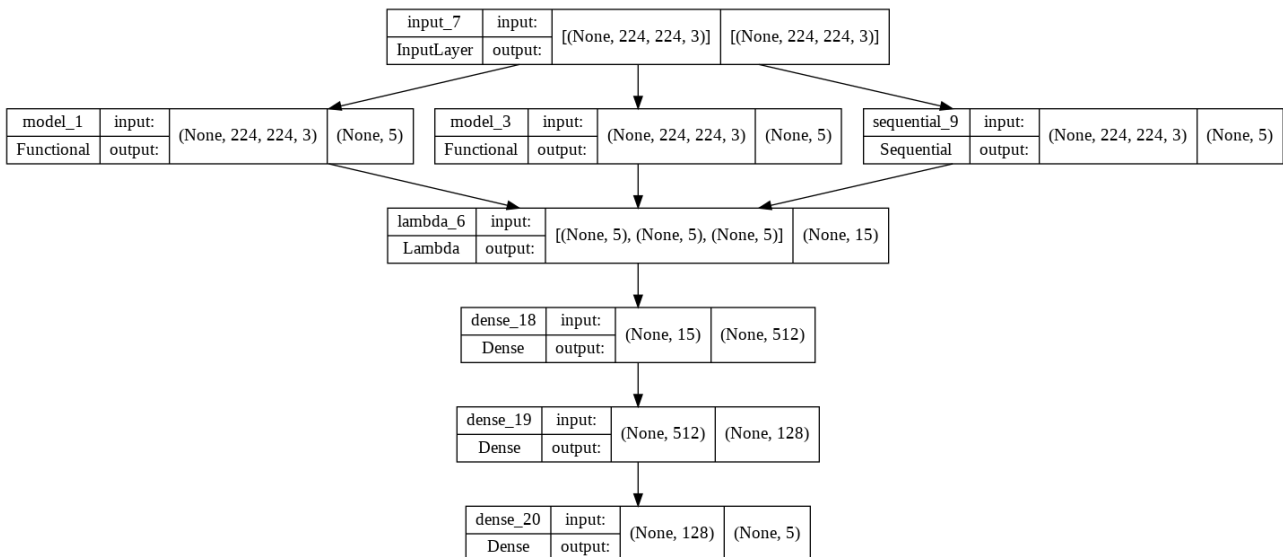 input_7 input: [(None, 224, 224, 3)] [(None, 224, 224, 3)]
InputLayer output:
model_1 input: (None, 224, 224, 3) (None, 5)
Functional output:
model_3 input: (None, 224, 224, 3) (None, 5)
Functional output:
sequential_9 input: (None, 224, 224, 3) (None, 5)
Sequential output:
lambda_6 input: [(None, 5), (None, 5), (None, 5)] (None, 15)
Lambda output:
dense_18 input: (None, 15) (None, 512)
Dense output:
dense_19 input: (None, 512) (None, 128)
Dense output:
dense_20 input: (None, 128) (None, 5)
Dense output: